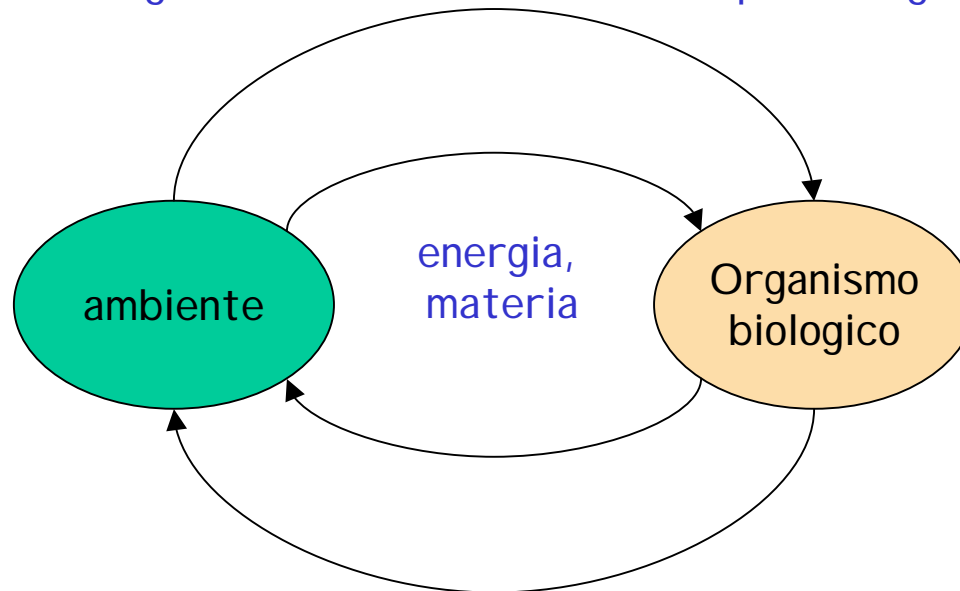 energia,
materia
ambiente
Organismo
biologico